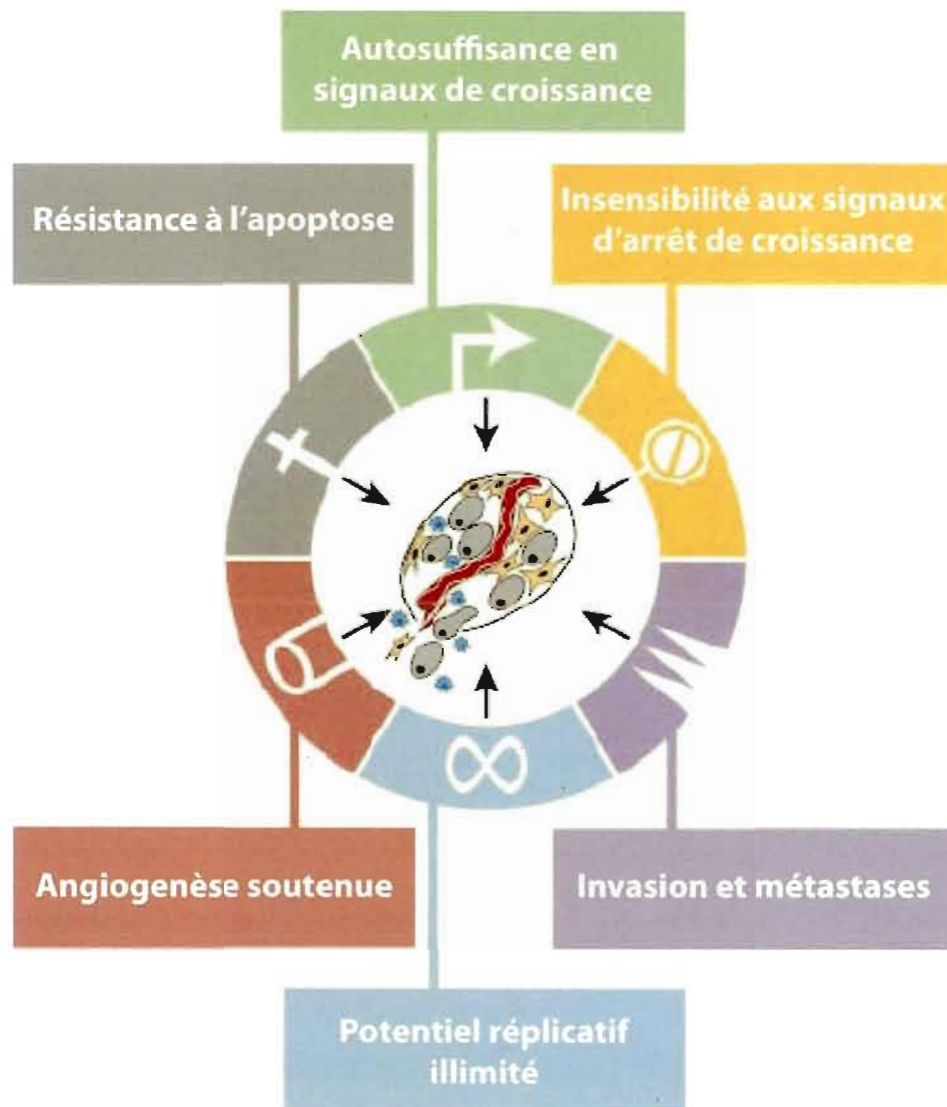 Autosuffisance en
signaux de croissance
Résistance à l'apoptose
Insensibilité aux signaux
d'arrêt de croissance
Angiogenèse soutenue
Invasion et métastases
Potentiel réplicatif
illimité